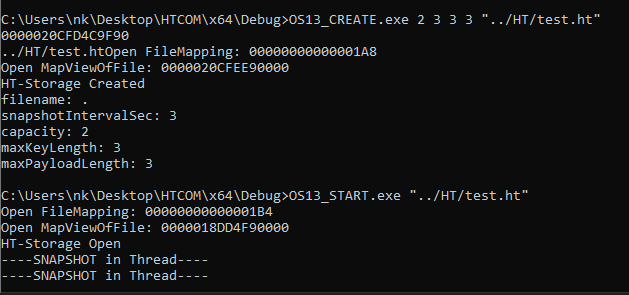 C:\Users\nk\Desktop\HTCOM\x64\Debug>OS13_CREATE.exe 2 3 3 3 "../HT/test.ht"
0000020CFD4C9F90
../HT/test.htOpen FileMapping: 00000000000001A8
Open MapViewOfFile: 0000020CFEE90000
HT-Storage Created
filename: .
snapshotIntervalSec: 3
capacity: 2
maxKeyLength: 3
maxPayloadLength: 3
C:\Users\nk\Desktop\HTCOM\x64\Debug>OS13_START.exe "../HT/test.ht"
Open FileMapping: 00000000000001B4
Open MapViewOfFile: 0000018DD4F90000
HT-Storage Open
----SNAPSHOT in Thread----
----SNAPSHOT in Thread----